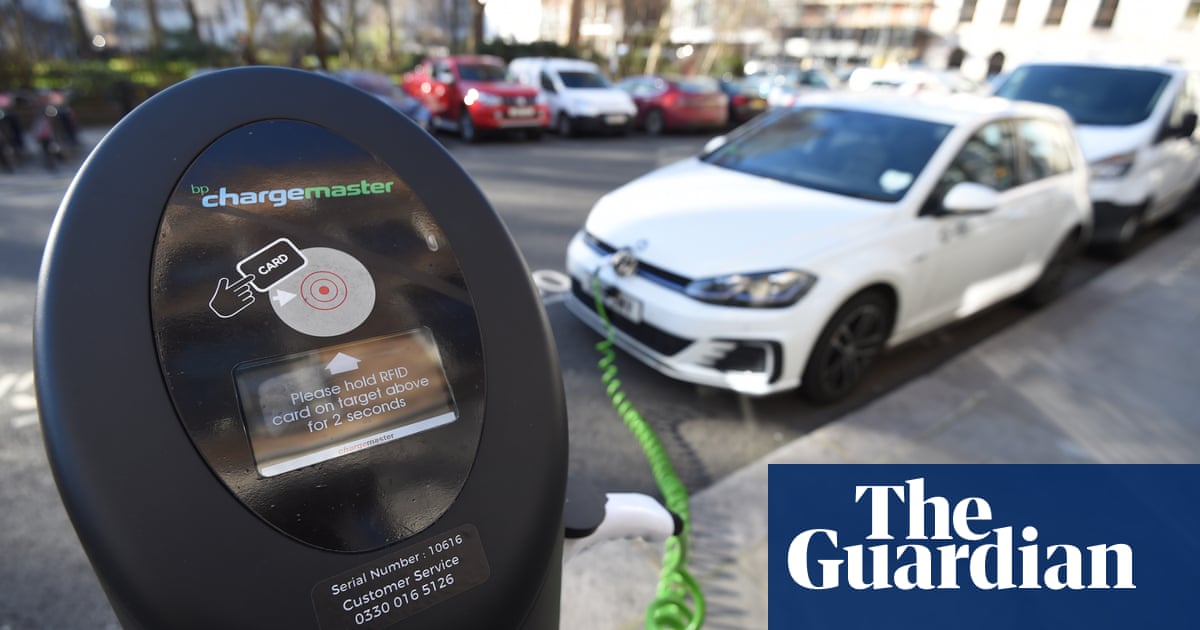 bp chargemaster
CARD
Please hold RFID
card on target above
for 2 seconds
chargemaster
Serial Number : 10616
Customer Service
0330 016 5126
The
Guardian